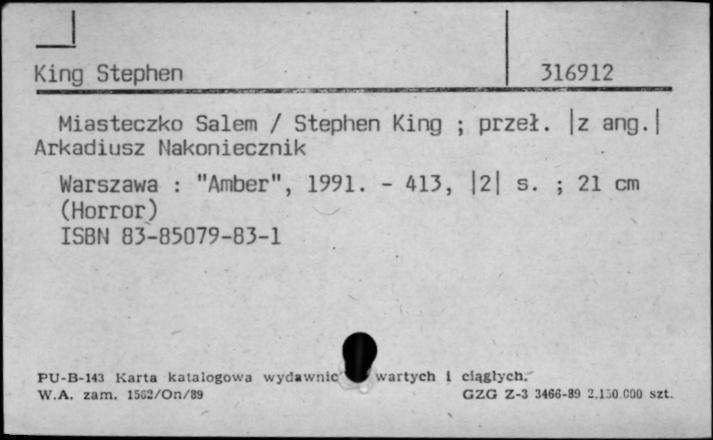 King Stephen 316912
Miasteczko Salem / Stephen King ; przeł. |z ang.|
Arkadiusz Nakoniecznik
Warszawa : "Amber", 1991. - 413, |2| s. ; 21 cm
(Horror)
ISBN 83-85079-83-1
PU-B-143 Karta katalogowa wydawnic wartych i ciągłych.
W.A. zam. 1562/On/89 GZG Z-3 3466-89 2.150.000 szt.